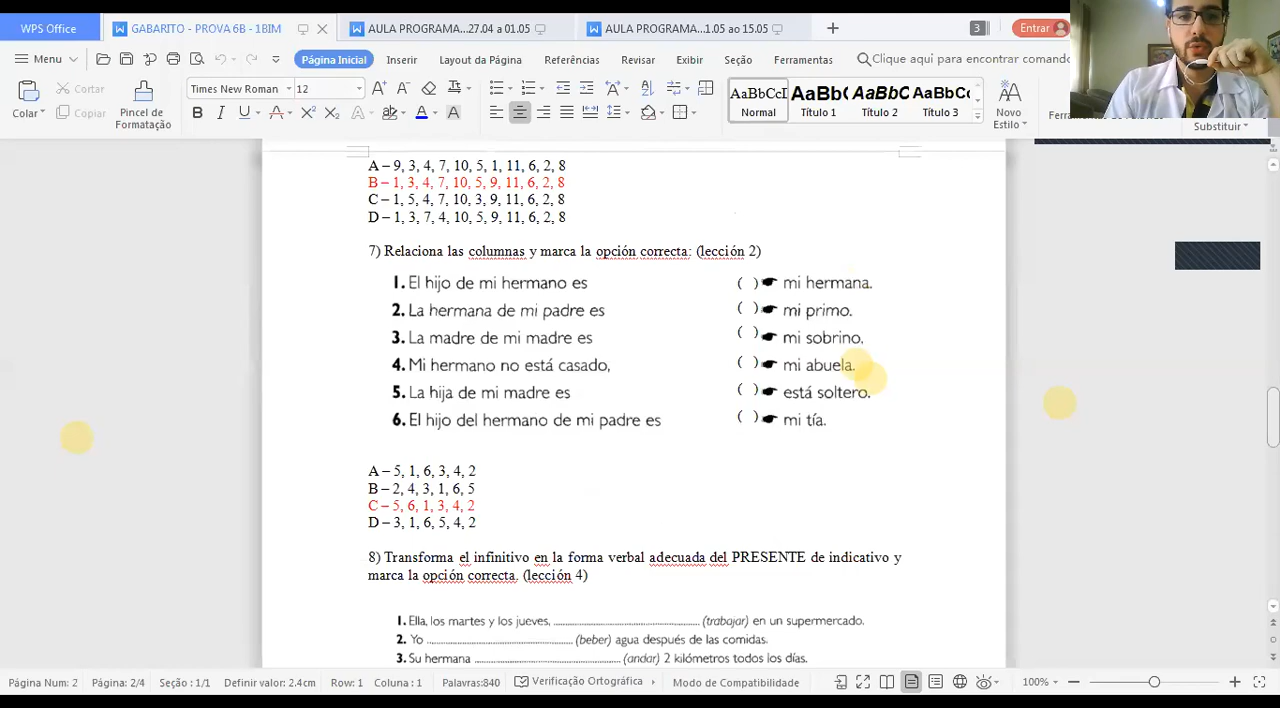 WPS Office
GABARITO - PROVA 6B - 1BIM
AULA PROGRAMA...27.04 a 01.05
AULA PROGRAMA...1.05 ao 15.05
3
Entrar
Menu
Página Inicial
Inserir
Layout da Página
Referências
Revisão
Exibir
Seção
Ferramentas
Clique aqui para encontrar comando
Colar
Cortar
Copiar
Pincel de
Formatação
Times New Roman
12
AaBbCcD
Normal
AaBb
Título 1
AaBbC
Título 2
AaBbCc
Título 3
Novo
Estilo
Substituir
A – 9, 3, 4, 7, 10, 5, 1, 11, 6, 2, 8
B – 1, 3, 4, 7, 10, 5, 9, 11, 6, 2, 8
C – 1, 5, 4, 7, 10, 3, 9, 11, 6, 2, 8
D – 1, 3, 7, 4, 10, 5, 9, 11, 6, 2, 8
7) Relaciona las columnas y marca la opción correcta: (lección 2)
1. El hijo de mi hermano es ( ) mi hermana.
2. La hermana de mi padre es ( ) mi primo.
3. La madre de mi madre es ( ) mi sobrino.
4. Mi hermano no está casado, ( ) mi abuela.
5. La hija de mi madre es ( ) está soltero.
6. El hijo del hermano de mi padre es ( ) mi tía.
A – 5, 1, 6, 3, 4, 2
B – 2, 4, 3, 1, 6, 5
C – 5, 6, 1, 3, 4, 2
D – 3, 1, 6, 5, 4, 2
8) Transforma el infinitivo en la forma verbal adecuada del PRESENTE de indicativo y
marca la opción correcta. (lección 4)
1. Ella, los martes y los jueves, ........................ (trabajar) en un supermercado.
2. Yo ........................ (beber) agua después de las comidas.
3. Su hermana ........................ (andar) 2 kilómetros todos los días.
Página Num: 2
Página: 2/4
Seção : 1/1
Definir valor: 2.4cm
Row: 1
Coluna : 1
Palavras:840
Verificação Ortográfica
Modo de Compatibilidade
100%